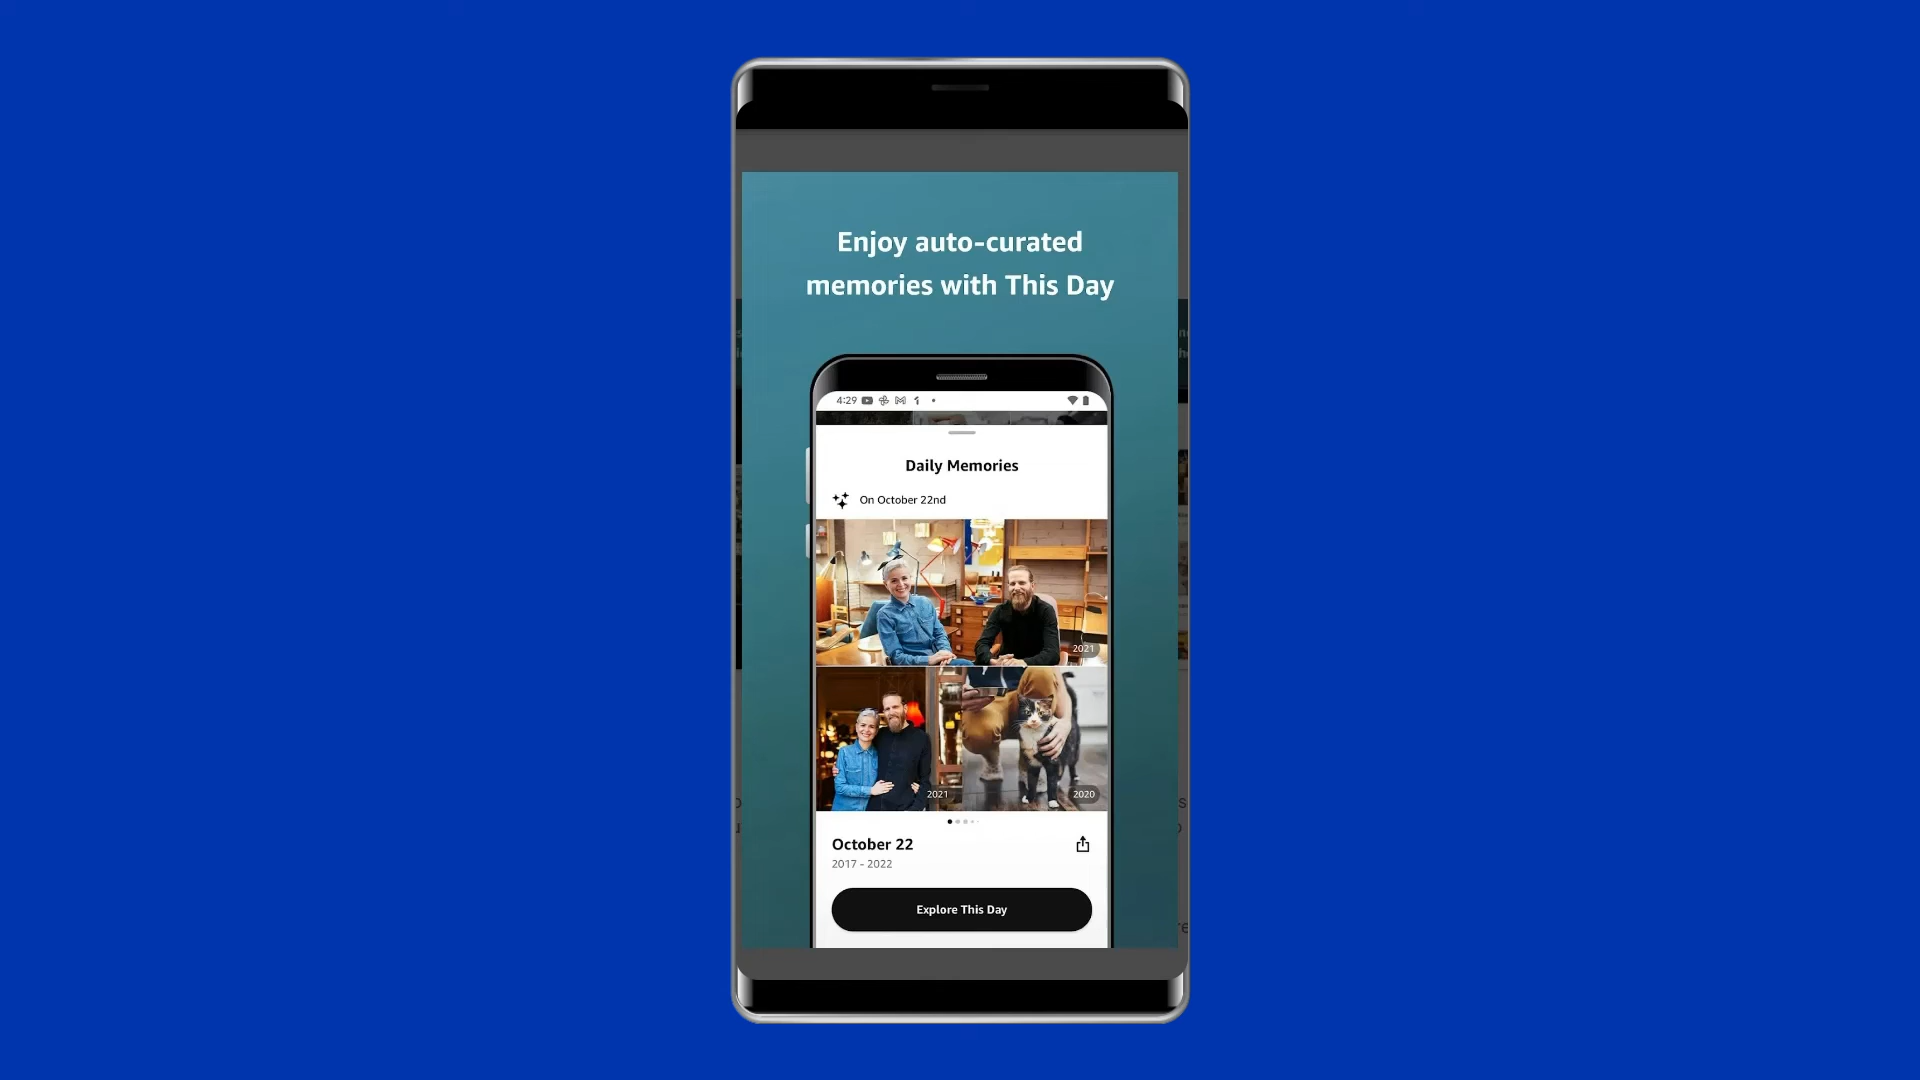 Enjoy auto-curated
memories with This Day
4:29
Daily Memories
On October 22nd
2021
2021
2020
October 22
2017 - 2022
Explore This Day